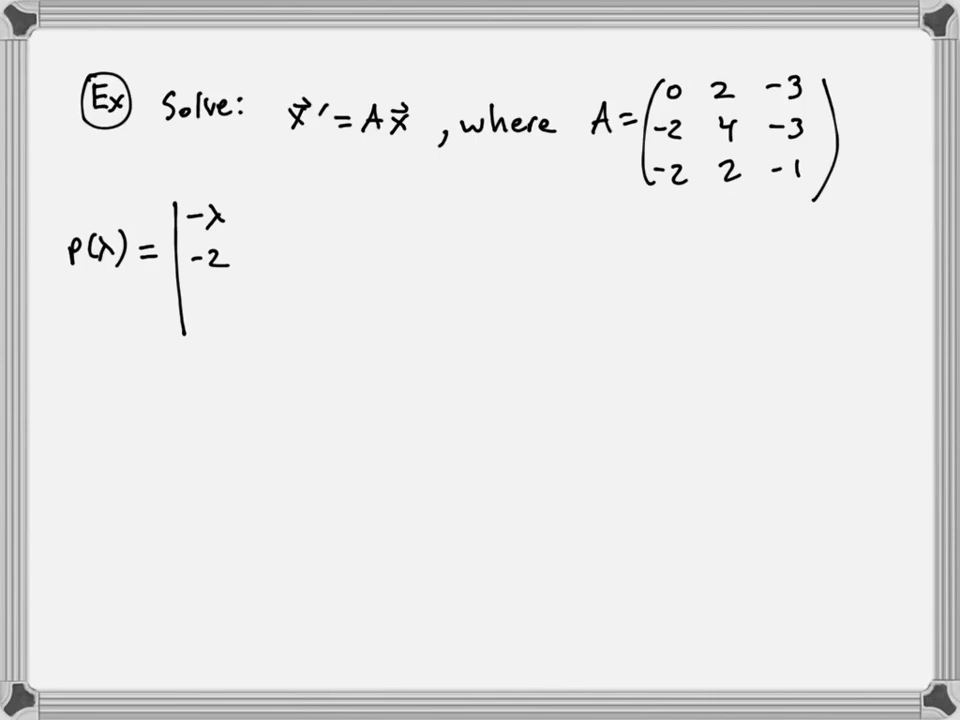 Ex Solve: x⃗' = Ax⃗ , where A = (0 2 -3
-2 4 -3
-2 2 -1)
p(λ) = | -λ
-2